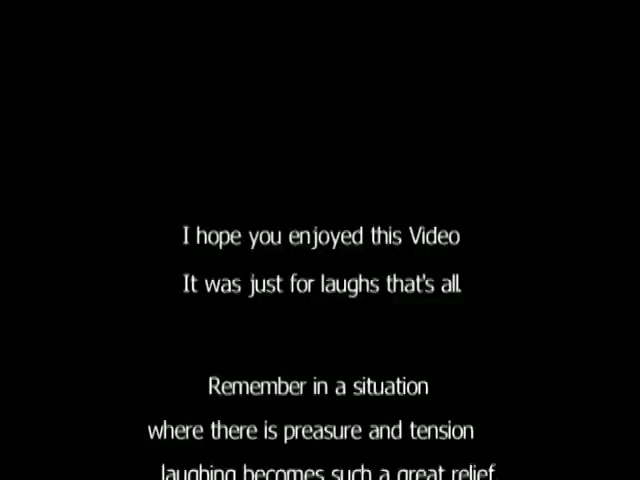 I hope you enjoyed this Video
It was just for laughs that's all.
Remember in a situation
where there is preasure and tension
laughing becomes such a great relief.